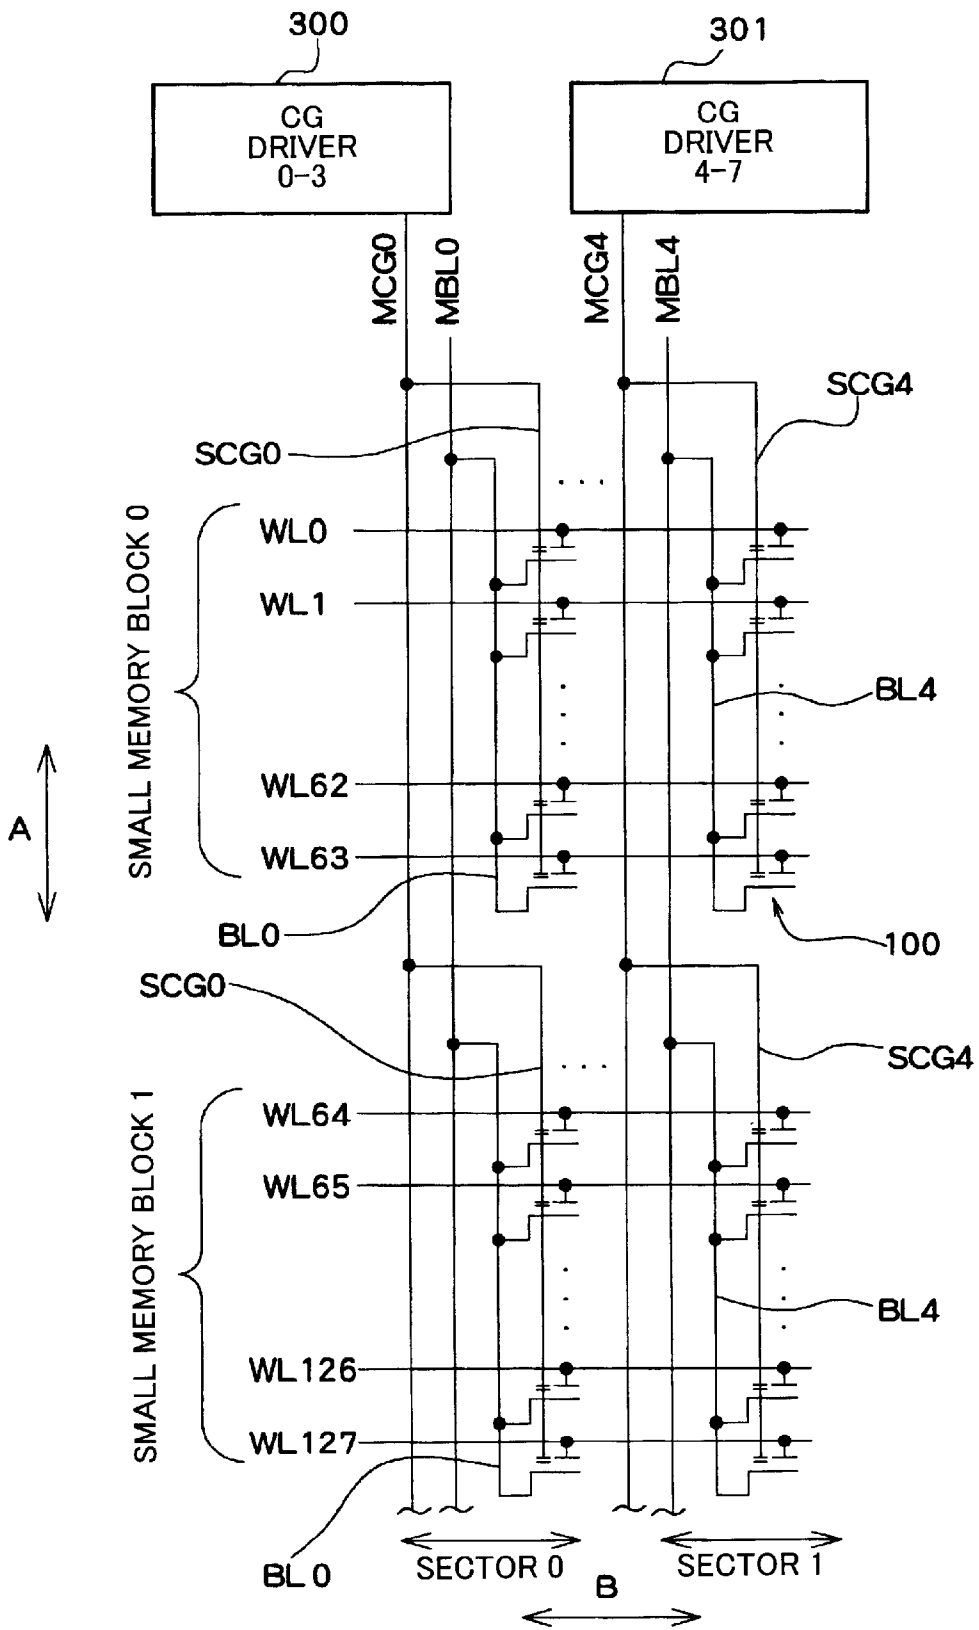 300
301
CG
DRIVER
0-3
CG
DRIVER
4-7
MCG0
MBL0
MCG4
MBL4
SCG4
SCG0
SMALL MEMORY BLOCK 0
WL0
WL1
BL4
WL62
A
WL63
BL0
100
SCG0
SCG4
SMALL MEMORY BLOCK 1
WL64
WL65
BL4
WL126
WL127
BL0
SECTOR 0
SECTOR 1
B